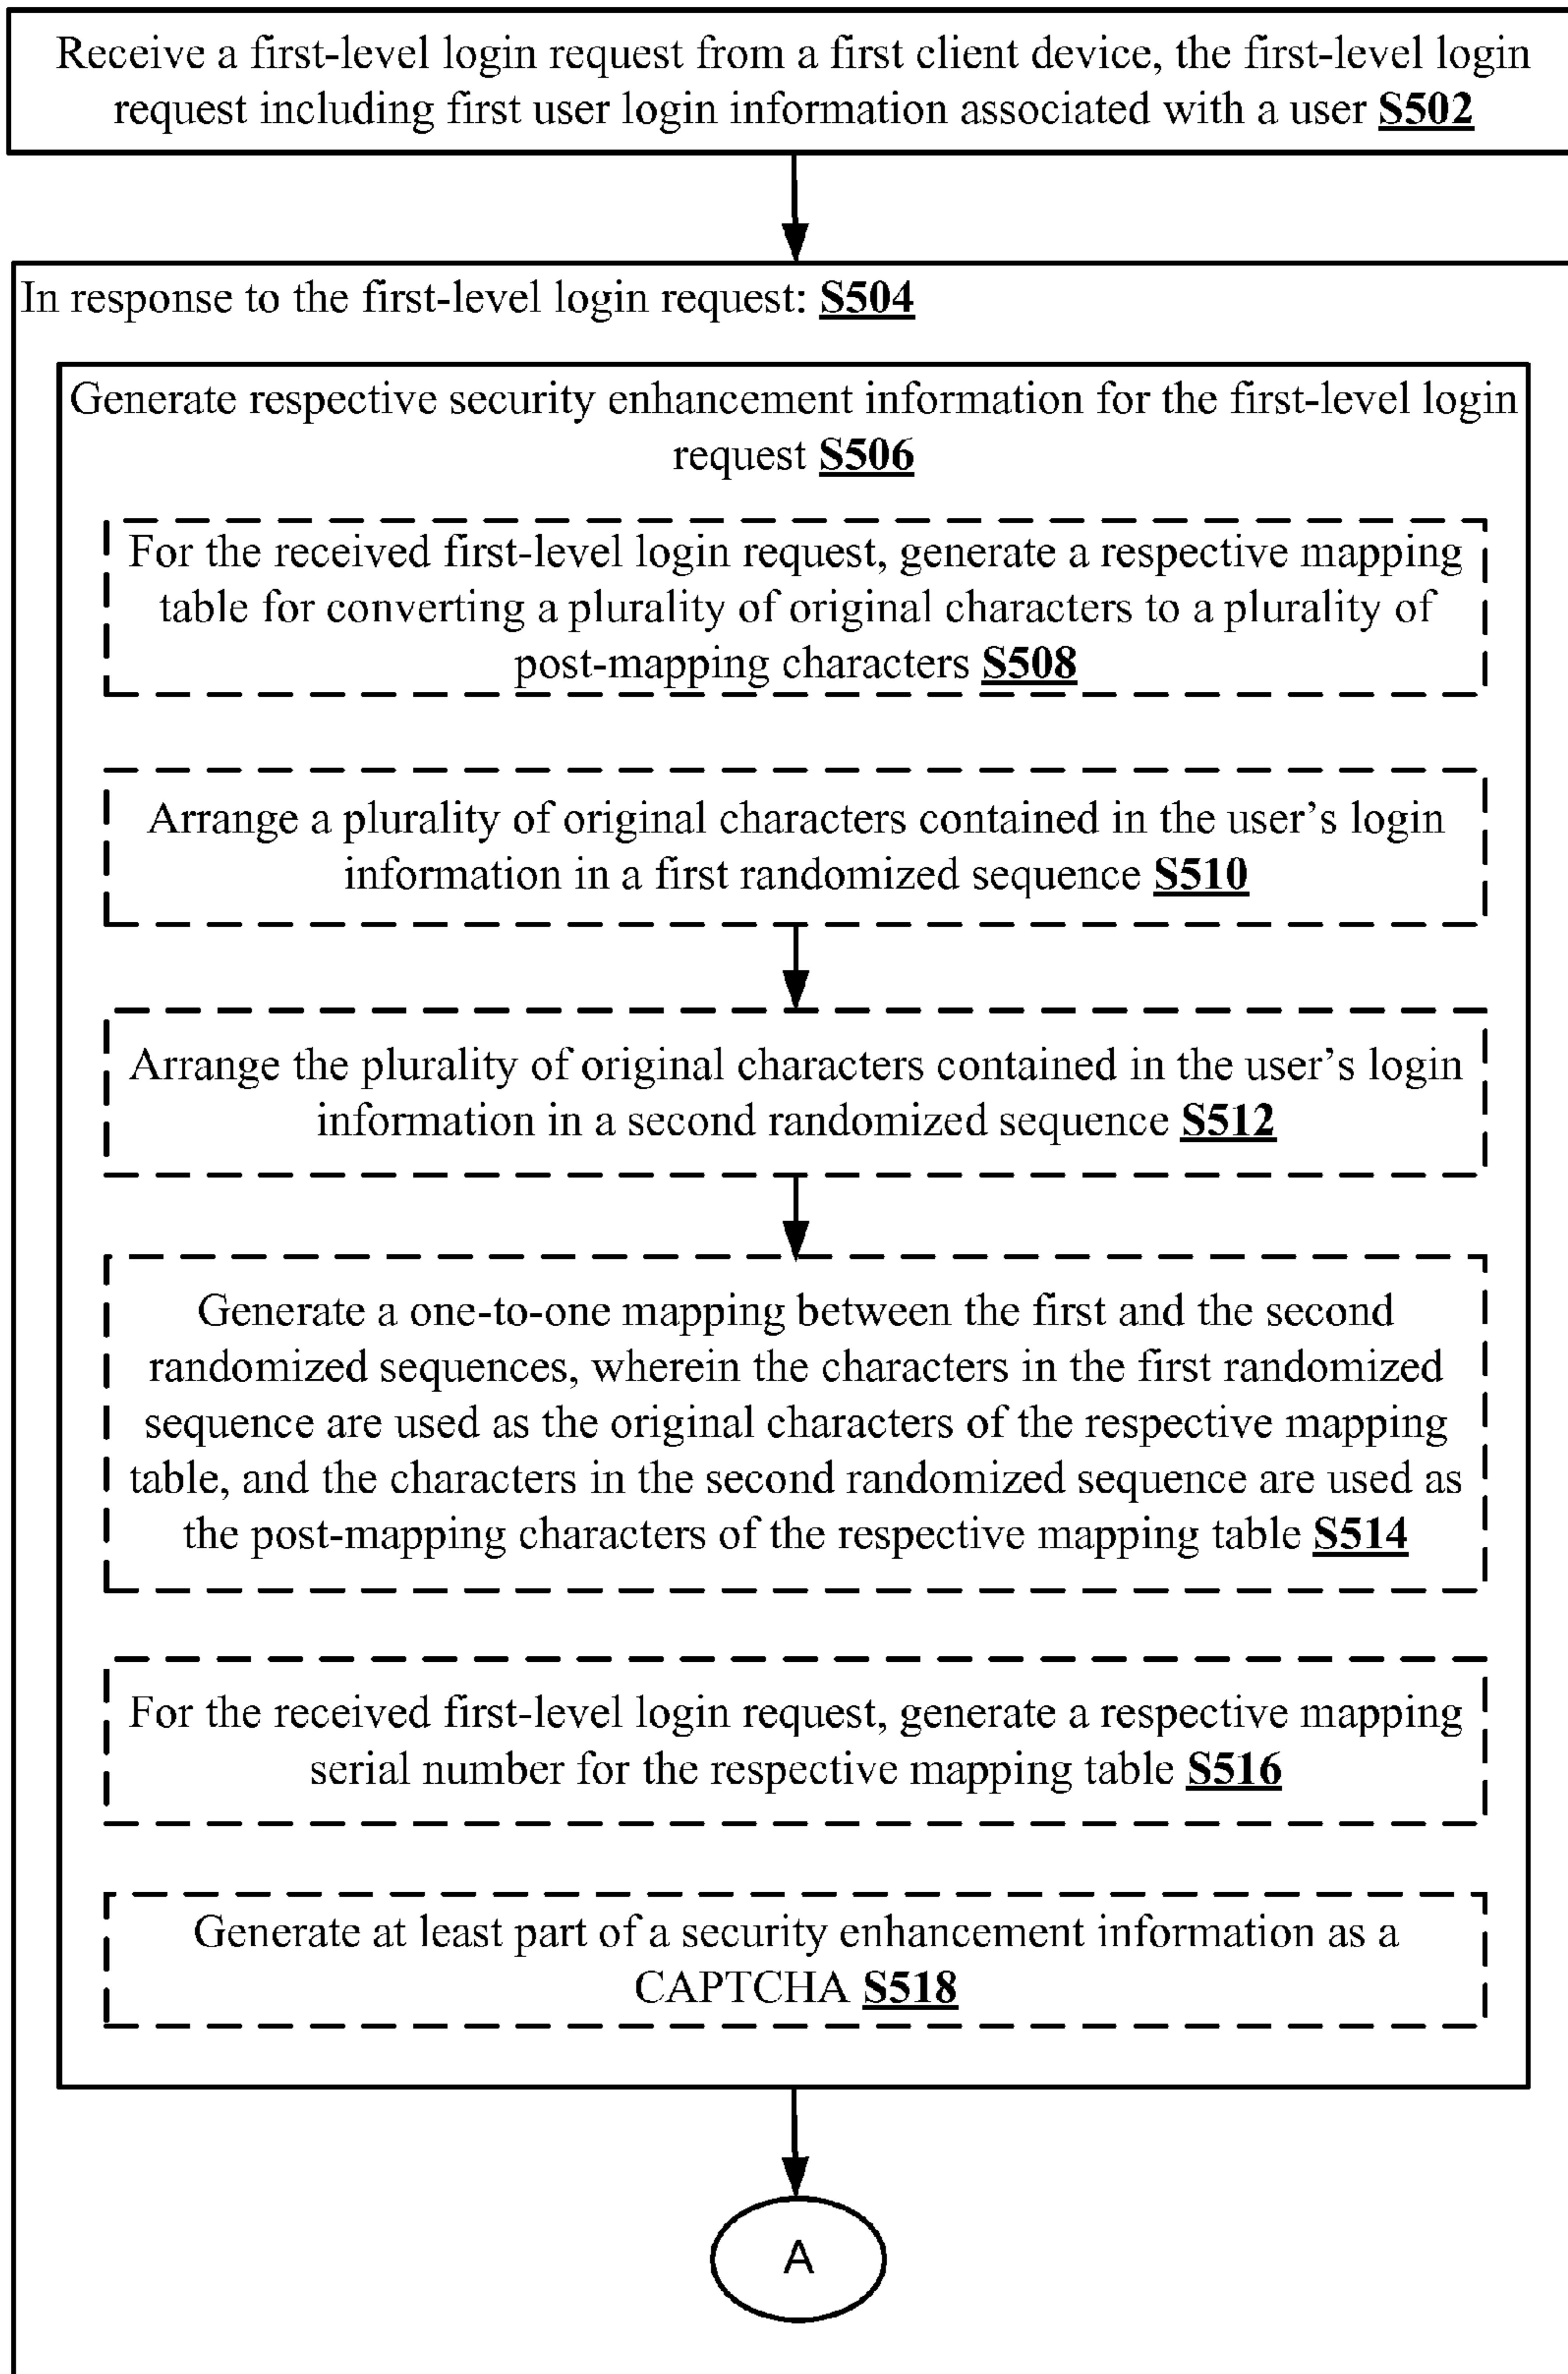 Receive a first-level login request from a first client device, the first-level login
request including first user login information associated with a user S502
In response to the first-level login request: S504
Generate respective security enhancement information for the first-level login
request S506
For the received first-level login request, generate a respective mapping
table for converting a plurality of original characters to a plurality of
post-mapping characters S508
Arrange a plurality of original characters contained in the user’s login
information in a first randomized sequence S510
Arrange the plurality of original characters contained in the user’s login
information in a second randomized sequence S512
Generate a one-to-one mapping between the first and the second
randomized sequences, wherein the characters in the first randomized
sequence are used as the original characters of the respective mapping
table, and the characters in the second randomized sequence are used as
the post-mapping characters of the respective mapping table S514
For the received first-level login request, generate a respective mapping
serial number for the respective mapping table S516
Generate at least part of a security enhancement information as a
CAPTCHA S518
A